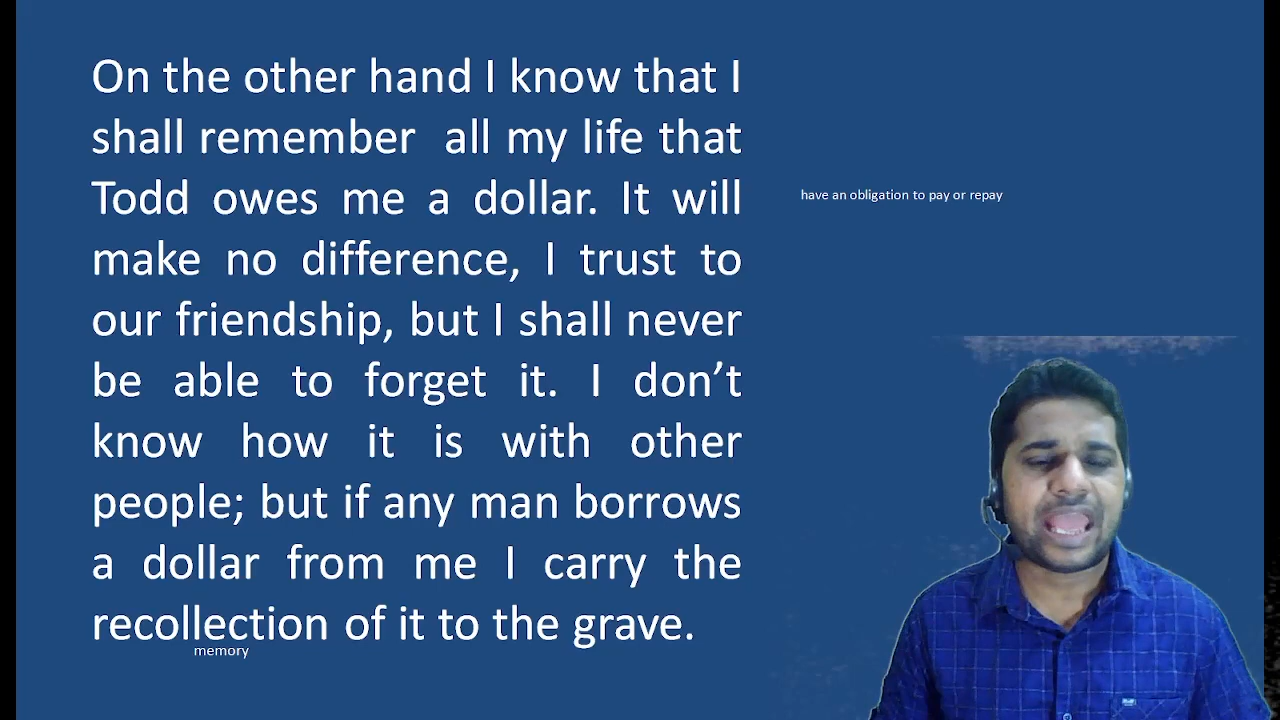 On the other hand I know that I
shall remember all my life that
Todd owes me a dollar. It will
have an obligation to pay or repay
make no difference, I trust to
our friendship, but I shall never
be able to forget it. I don’t
know how it is with other
people; but if any man borrows
a dollar from me I carry the
recollection of it to the grave.
memory